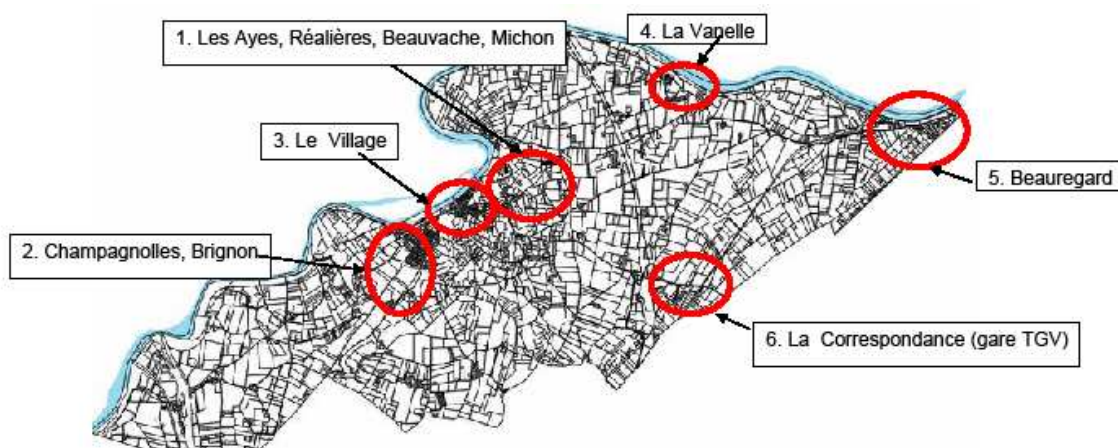 1. Les Ayes, Réalières, Beauvache, Michon
4. La Vanelle
3. Le Village
5. Beauregard
2. Champagnolles, Brignon
6. La Correspondance (gare TGV)